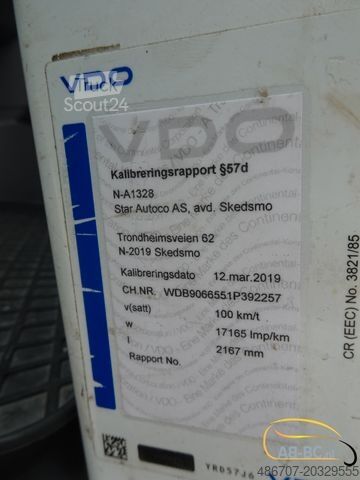 VDO
Truck
Scout24
VDO
Kalibreringsrapport §57d
N-A1328
Star Autoco AS, avd. Skedsmo
Trondheimsveien 62
N-2019 Skedsmo
Kalibreringsdato 12.mar.2019
CH.NR. WDB9066551P392257
v(satt) 100 km/t
w 17165 Imp/km
l 2167 mm
Rapport No.
CR (EEC) No. 3821/85
YRD57J6
AB-BC.nl
486707-20329555